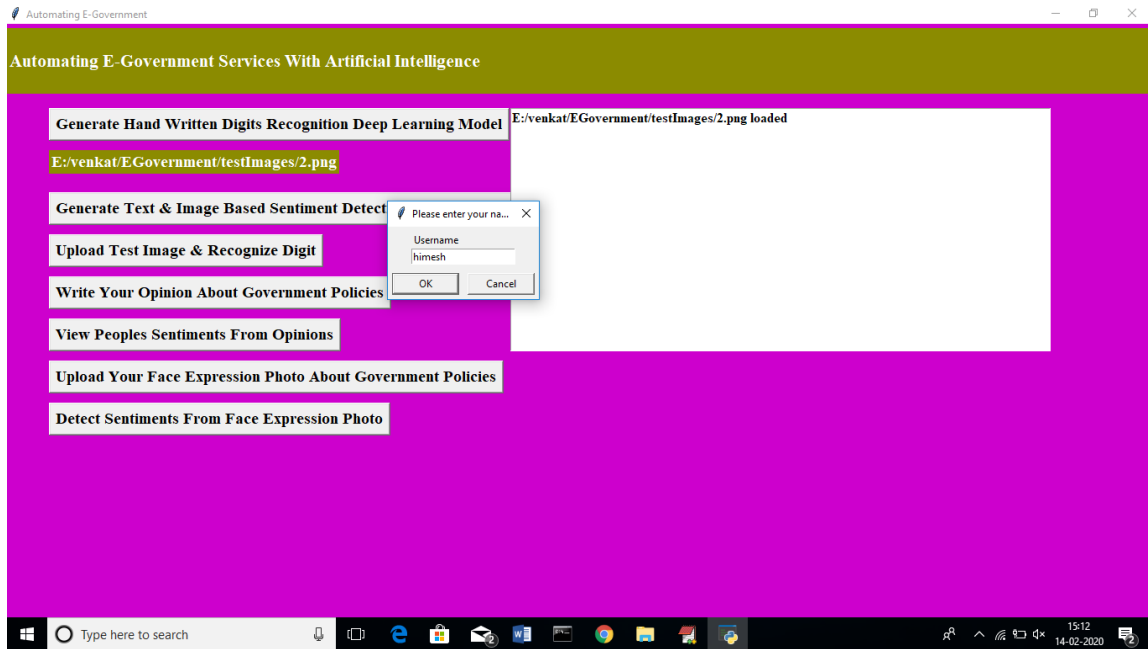 Automating E-Government
Automating E-Government Services With Artificial Intelligence
Generate Hand Written Digits Recognition Deep Learning Model
E:/venkat/EGovernment/testImages/2.png loaded
E:/venkat/EGovernment/testImages/2.png
Generate Text & Image Based Sentiment Detect
Please enter your na...
Username
himesh
OK
Cancel
Upload Test Image & Recognize Digit
Write Your Opinion About Government Policies
View Peoples Sentiments From Opinions
Upload Your Face Expression Photo About Government Policies
Detect Sentiments From Face Expression Photo
Type here to search
2
15:12
14-02-2020
2